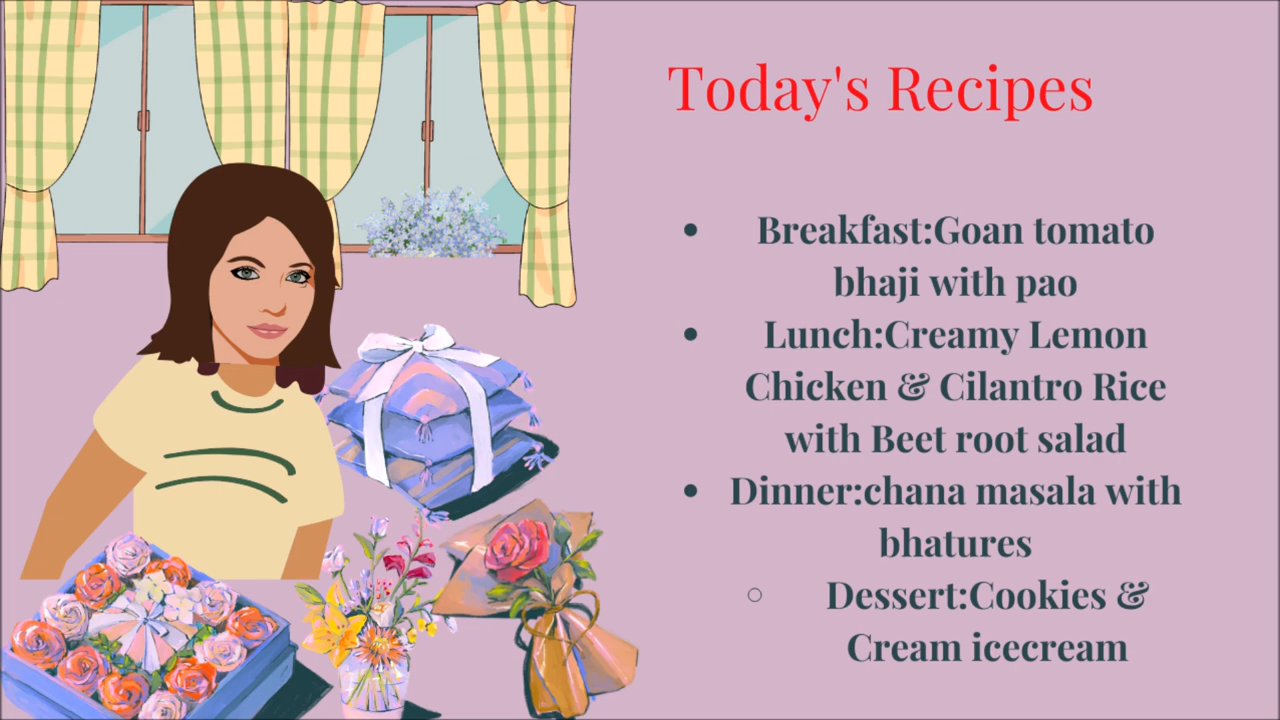 Today's Recipes
• Breakfast:Goan tomato
bhaji with pao
• Lunch:Creamy Lemon
Chicken & Cilantro Rice
with Beet root salad
• Dinner:chana masala with
bhatures
○ Dessert:Cookies &
Cream icecream